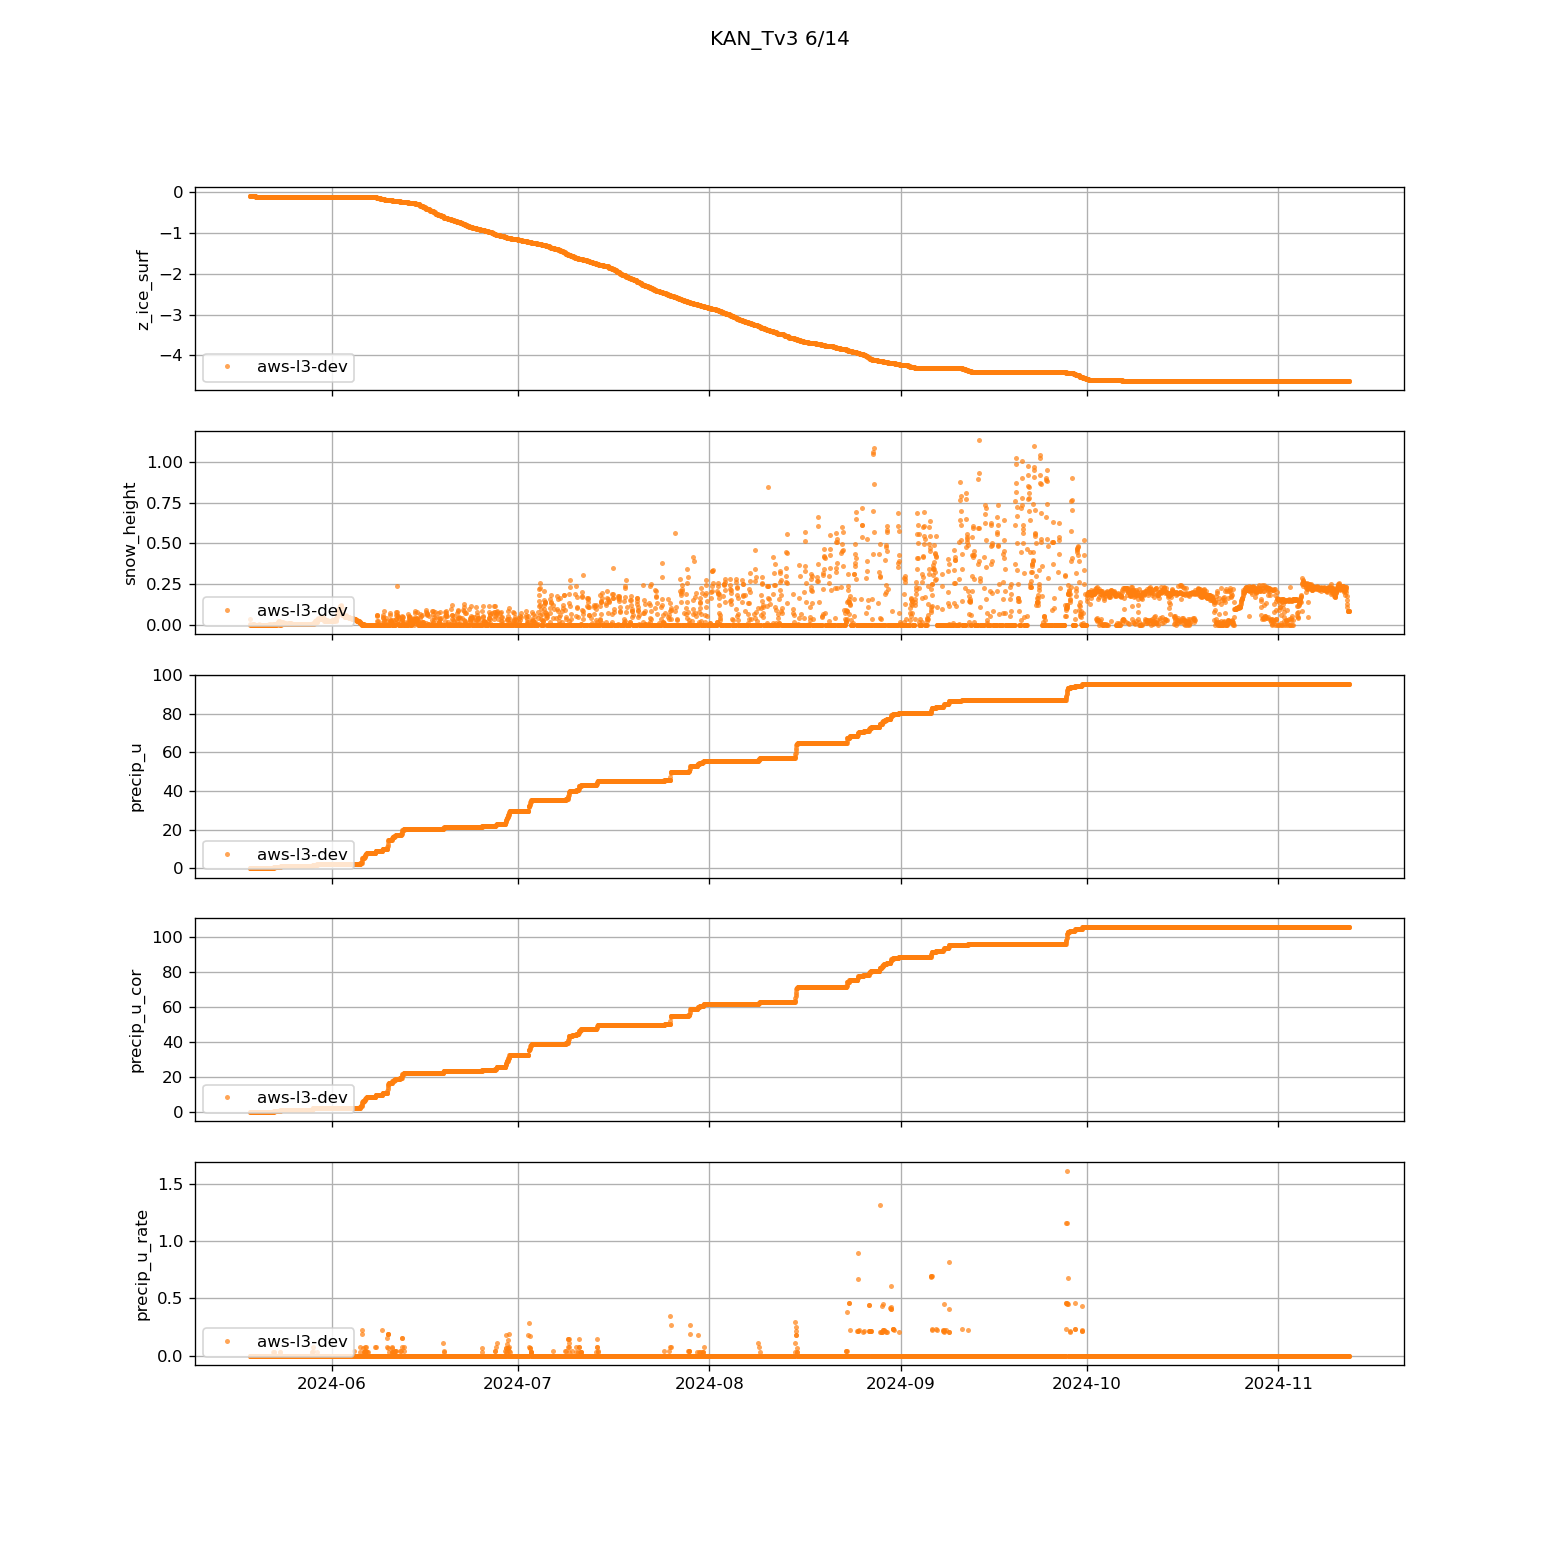 KAN_Tv3 6/14
z_ice_surf
0
−1
−2
−3
−4
aws-l3-dev
snow_height
1.00
0.75
0.50
0.25
0.00
aws-l3-dev
precip_u
100
80
60
40
20
0
aws-l3-dev
precip_u_cor
100
80
60
40
20
0
aws-l3-dev
precip_u_rate
1.5
1.0
0.5
0.0
aws-l3-dev
2024-06 2024-07 2024-08 2024-09 2024-10 2024-11